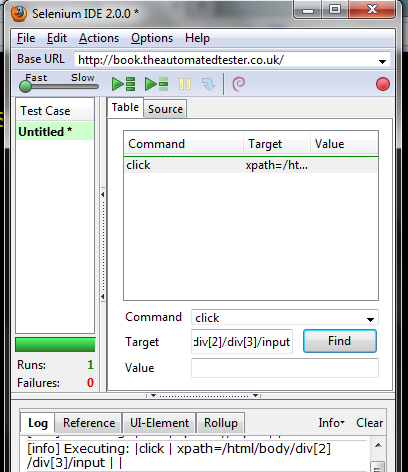 Selenium IDE 2.0.0 *
File Edit Actions Options Help
Base URL http://book.theautomatedtester.co.uk/
Fast Slow
Test Case
Untitled *
Table Source
Command Target Value
click xpath=/ht...
Command click
Target div[2]/div[3]/input Find
Value
Runs: 1
Failures: 0
Log Reference UI-Element Rollup Info Clear
[info] Executing: |click | xpath=/html/body/div[2]
/div[3]/input | |